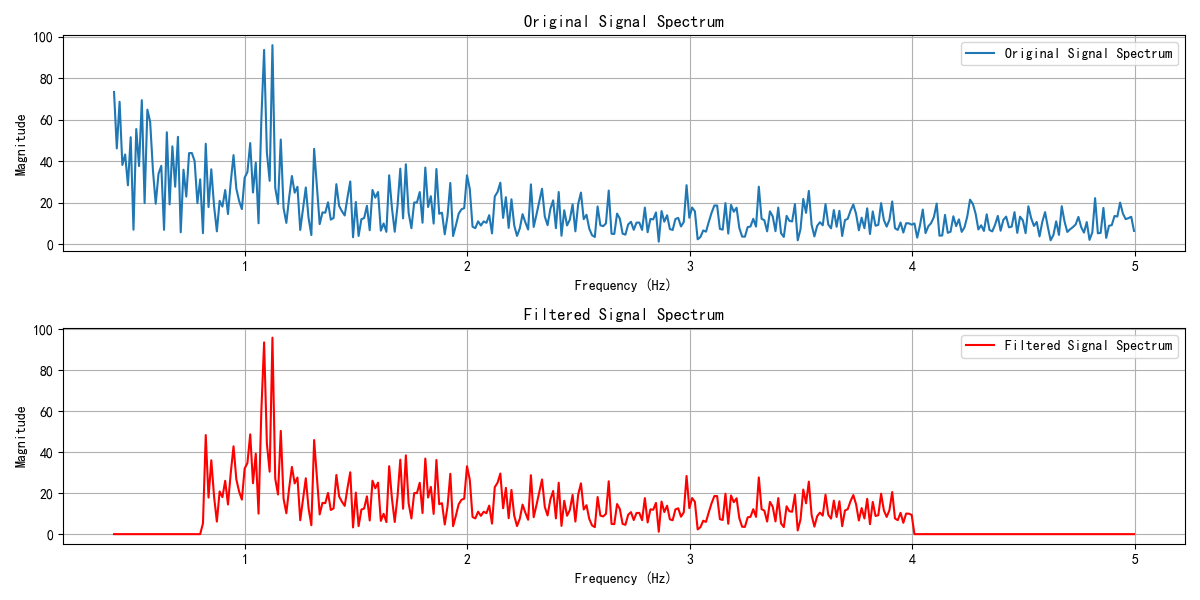 Original Signal Spectrum
100
80
60
40
20
0
Magnitude
Original Signal Spectrum
1
2
3
4
5
Frequency (Hz)
Filtered Signal Spectrum
100
80
60
40
20
0
Magnitude
Filtered Signal Spectrum
1
2
3
4
5
Frequency (Hz)